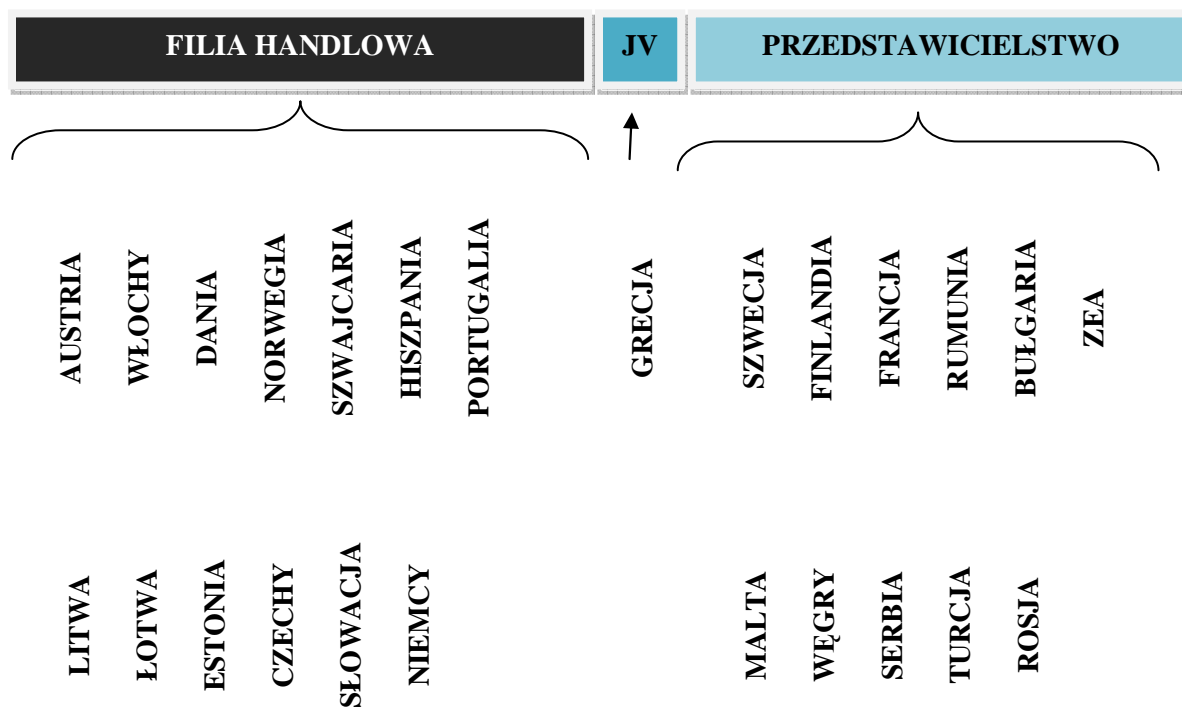 FILIA HANDLOWA
JV
PRZEDSTAWICIELSTWO
AUSTRIA
WŁOCHY
DANIA
NORWEGIA
SZWAJCARIA
HISZPANIA
PORTUGALIA
GRECJA
SZWECJA
FINLANDIA
FRANCJA
RUMUNIA
BUŁGARIA
ZEA
LITWA
ŁOTWA
ESTONIA
CZECHY
SŁOWACJA
NIEMCY
MALTA
WĘGRY
SERBIA
TURCJA
ROSJA